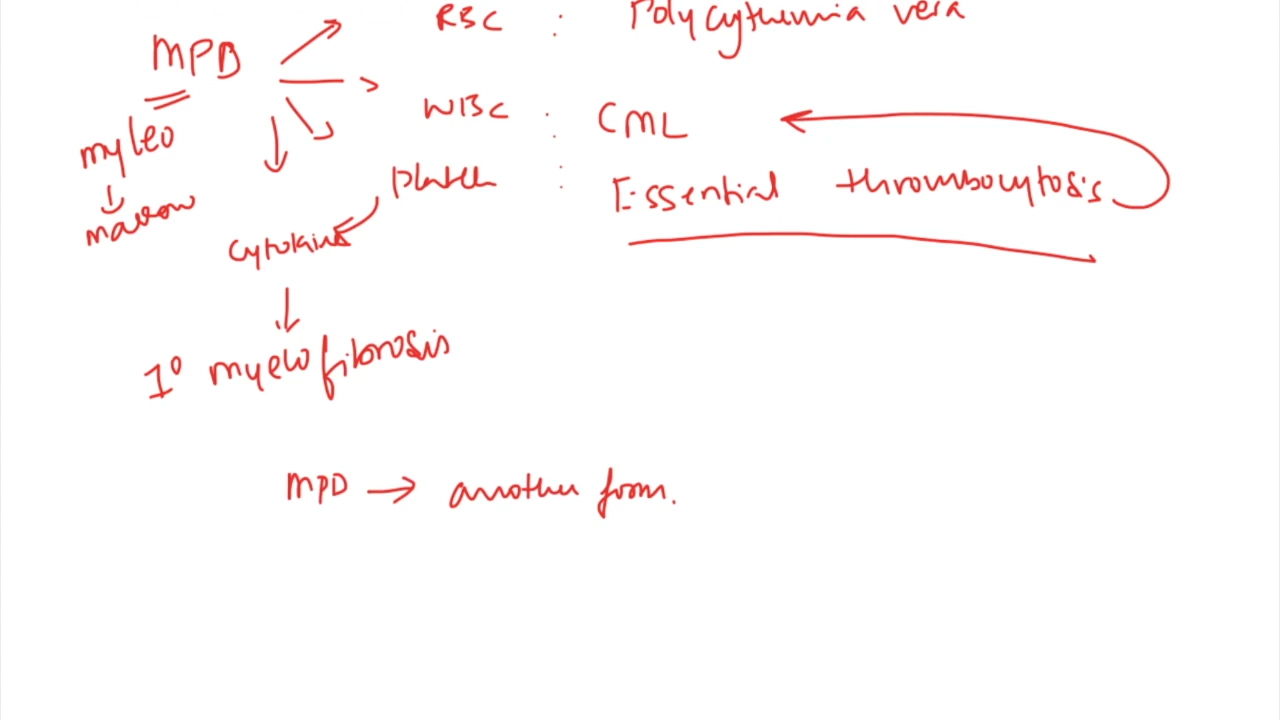 RBC : Polycythemia vera
MPD
WBC : CML
myleo
platelet : Essential thrombocytosis
marrow
cytokine
1° myelofibrosis
MPD → another form.